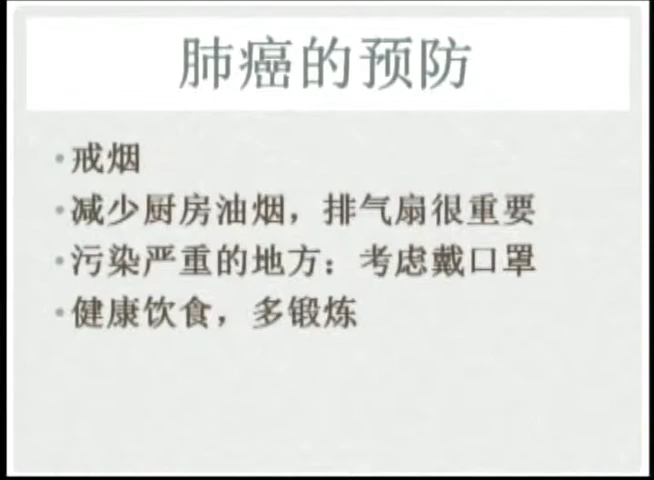 肺癌的预防
•戒烟
•减少厨房油烟，排气扇很重要
•污染严重的地方：考虑戴口罩
•健康饮食，多锻炼